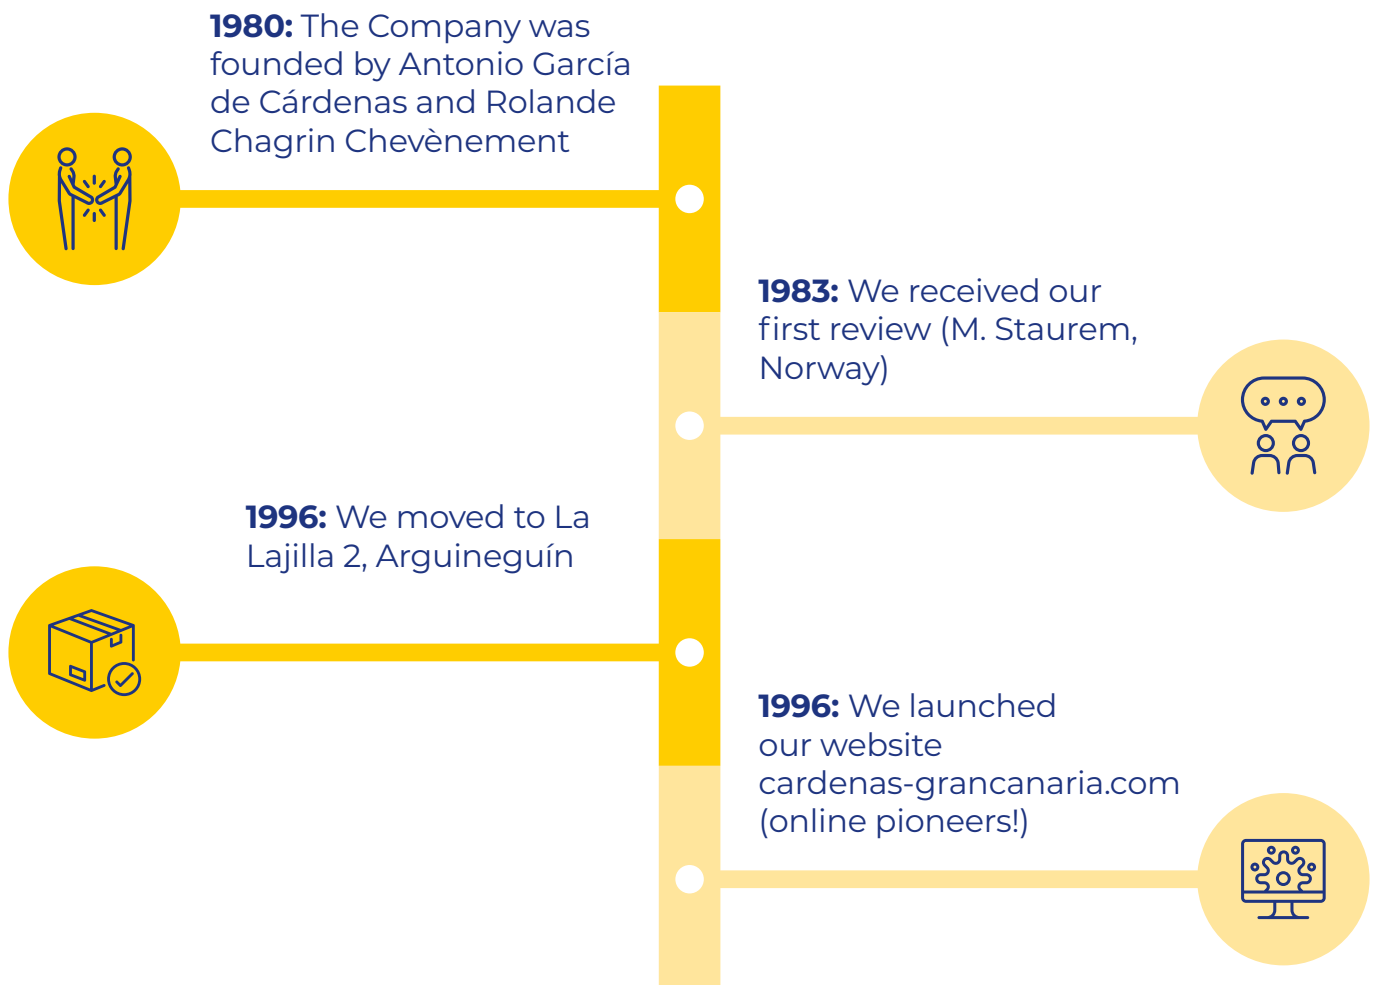 1980: The Company was
founded by Antonio García
de Cárdenas and Rolande
Chagrin Chevènement
1983: We received our
first review (M. Staurem,
Norway)
1996: We moved to La
Lajilla 2, Arguineguín
1996: We launched
our website
cardenas-grancanaria.com
(online pioneers!)